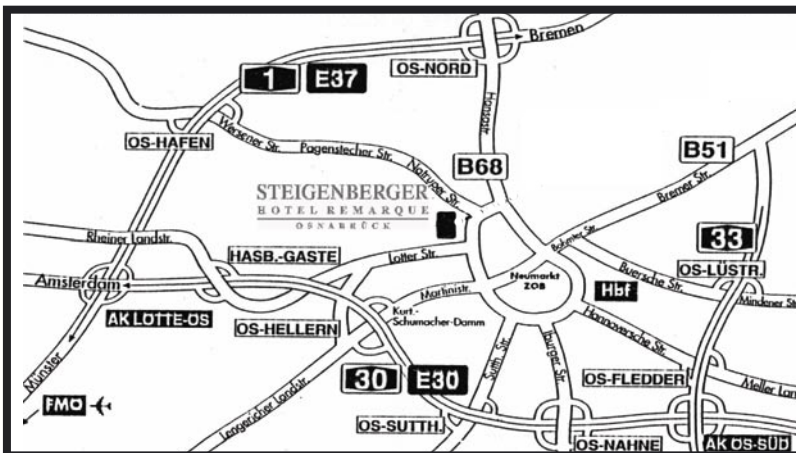 Bremen
OS-NORD
1 E37
Hansastr.
OS-HAFEN
Wersener Str.
Pagenstecher Str.
Natruper Str.
B68
B51
Bremer Str.
STEIGENBERGER
HOTEL REMARQUE
OSNABRÜCK
Rheiner Landstr.
HASB.-GASTE
Lotter Str.
Bohmter Str.
33
OS-LÜSTR.
Buersche Str.
Mindener St
Amsterdam
Martinistr.
Neumarkt
ZOB
Hbf
AK LOTTE-OS
OS-HELLERN
Kurt-
Schumacher-Damm
Hannoversche Str.
Münster
30 E30
Sutth. Str.
Iburger Str.
OS-FLEDDER
Meller Lan
FMO
Lengericher Landstr.
OS-SUTTH.
OS-NAHNE
AK OS-SÜD